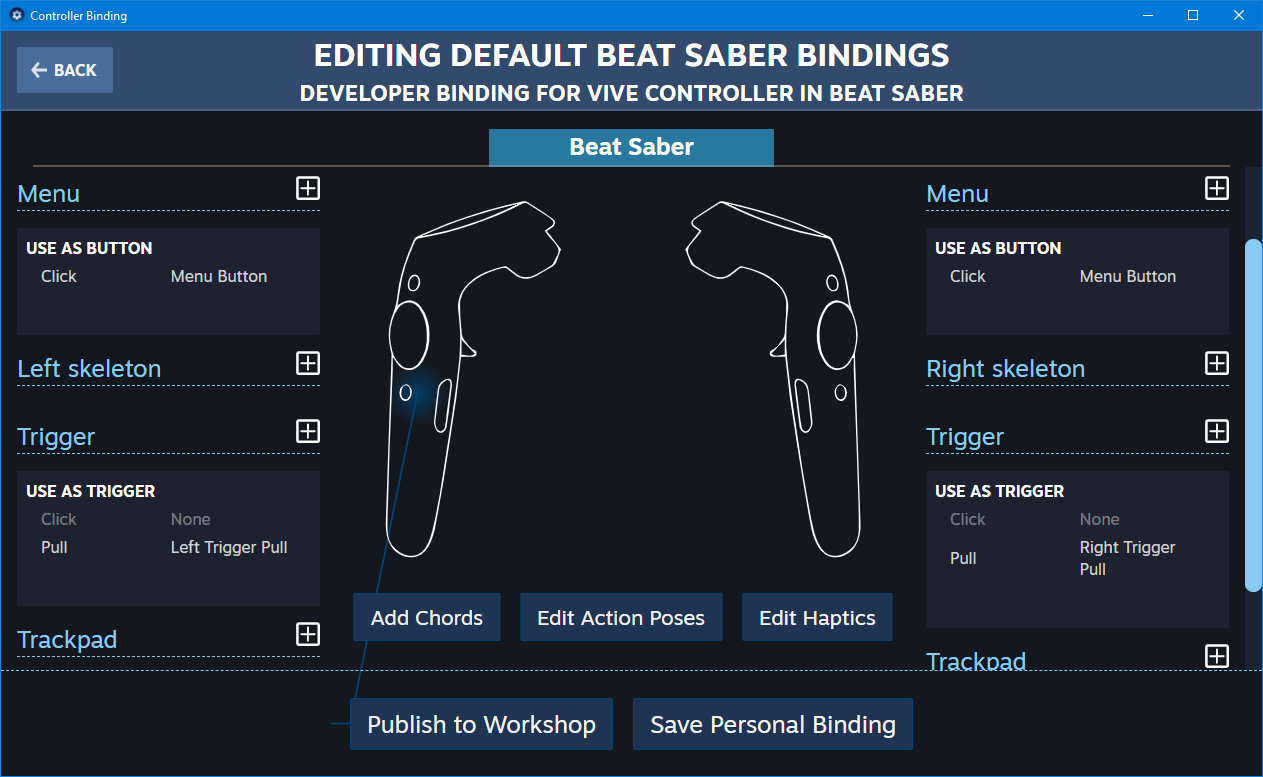 Controller Binding
BACK
EDITING DEFAULT BEAT SABER BINDINGS
DEVELOPER BINDING FOR VIVE CONTROLLER IN BEAT SABER
Beat Saber
Menu
USE AS BUTTON
Click Menu Button
Left skeleton
Trigger
USE AS TRIGGER
Click None
Pull Left Trigger Pull
Trackpad
Menu
USE AS BUTTON
Click Menu Button
Right skeleton
Trigger
USE AS TRIGGER
Click None
Pull Right Trigger
Pull
Trackpad
Add Chords
Edit Action Poses
Edit Haptics
Publish to Workshop
Save Personal Binding